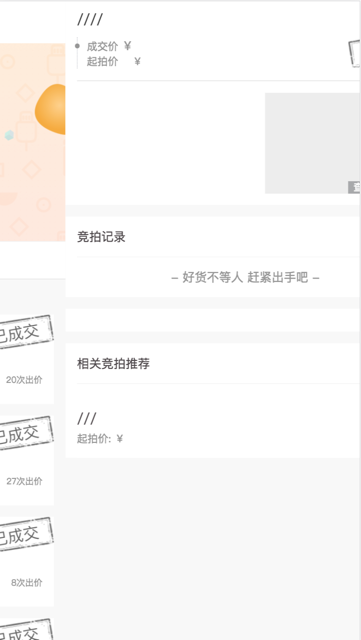 ////
成交价 ¥
起拍价 ¥
竞拍记录
– 好货不等人 赶紧出手吧 –
已成交
20次出价
相关竞拍推荐
///
起拍价: ¥
已成交
27次出价
已成交
8次出价
已成交